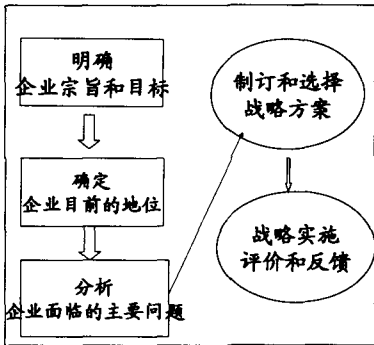 明确
企业宗旨和目标
确定
企业目前的地位
分析
企业面临的主要问题
制订和选择
战略方案
战略实施
评价和反馈